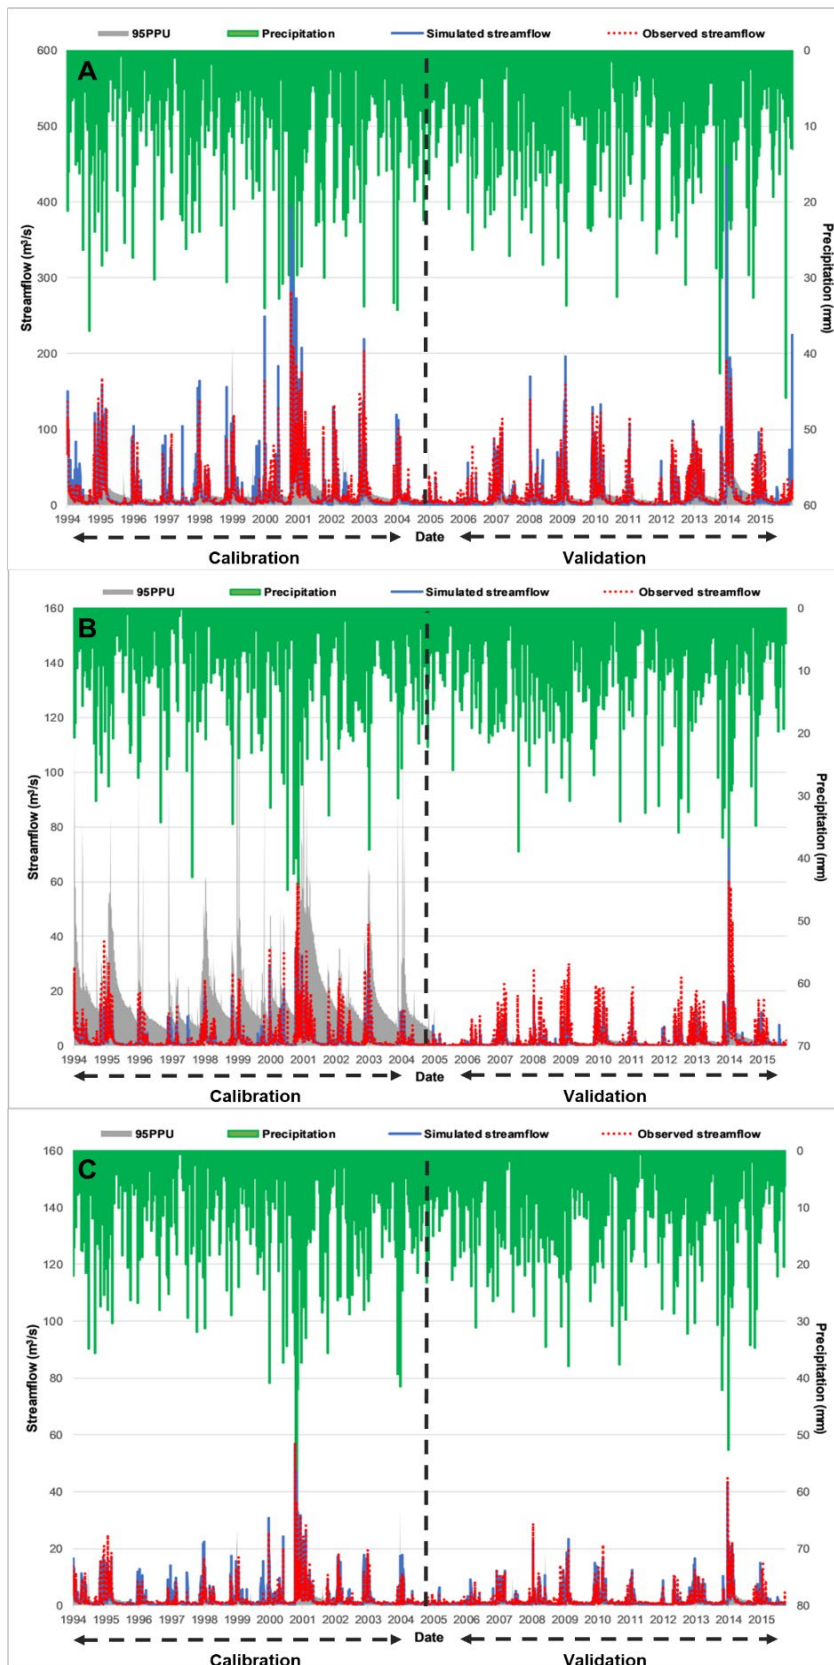 95PPU Precipitation Simulated streamflow Observed streamflow
A
600 0
500 10
400 20
300 30
200 40
100 50
0 60
Streamflow (m³/s)
Precipitation (mm)
1994 1995 1996 1997 1998 1999 2000 2001 2002 2003 2004 2005 2006 2007 2008 2009 2010 2011 2012 2013 2014 2015
Date
Calibration Validation
95PPU Precipitation Simulated streamflow Observed streamflow
B
160 0
140 10
120 20
100 30
80 40
60 50
40 60
20
0 70
Streamflow (m³/s)
Precipitation (mm)
1994 1995 1996 1997 1998 1999 2000 2001 2002 2003 2004 2005 2006 2007 2008 2009 2010 2011 2012 2013 2014 2015
Date
Calibration Validation
95PPU Precipitation Simulated streamflow Observed streamflow
C
160 0
140 10
120 20
100 30
80 40
60 50
40 60
20 70
0 80
Streamflow (m³/s)
Precipitation (mm)
1994 1995 1996 1997 1998 1999 2000 2001 2002 2003 2004 2005 2006 2007 2008 2009 2010 2011 2012 2013 2014 2015
Date
Calibration Validation